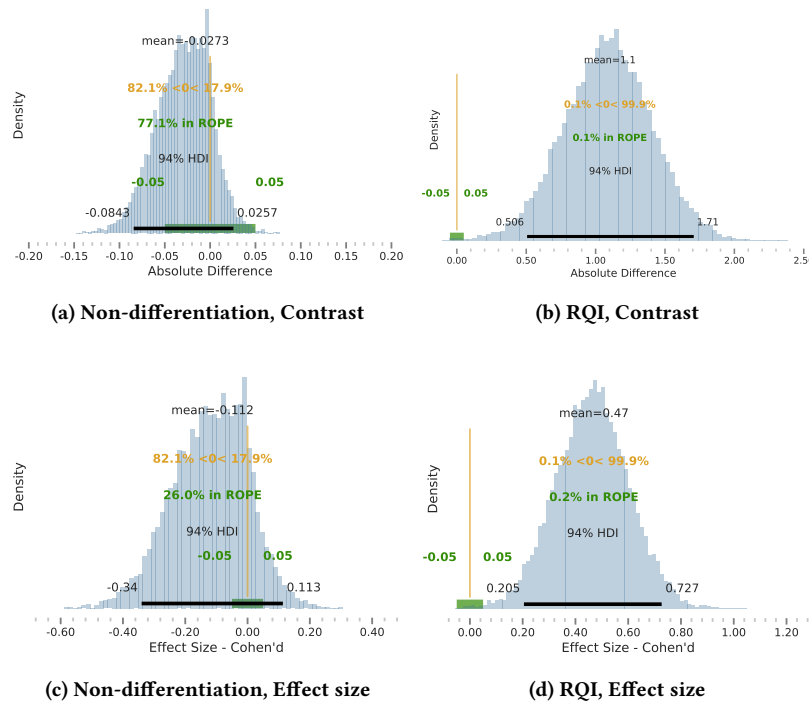 mean=-0.0273
82.1% <0< 17.9%
77.1% in ROPE
94% HDI
-0.05 0.05
-0.0843 0.0257
Density
-0.20 -0.15 -0.10 -0.05 0.00 0.05 0.10 0.15 0.20
Absolute Difference
(a) Non-differentiation, Contrast
mean=1.1
0.1% <0< 99.9%
0.1% in ROPE
94% HDI
-0.05 0.05
0.506 1.71
Density
0.00 0.50 1.00 1.50 2.00 2.5
Absolute Difference
(b) RQI, Contrast
mean=-0.112
82.1% <0< 17.9%
26.0% in ROPE
94% HDI
-0.05 0.05
-0.34 0.113
Density
-0.60 -0.40 -0.20 0.00 0.20 0.40
Effect Size - Cohen'd
(c) Non-differentiation, Effect size
mean=0.47
0.1% <0< 99.9%
0.2% in ROPE
94% HDI
-0.05 0.05
0.205 0.727
Density
0.00 0.20 0.40 0.60 0.80 1.00 1.20
Effect Size - Cohen'd
(d) RQI, Effect size